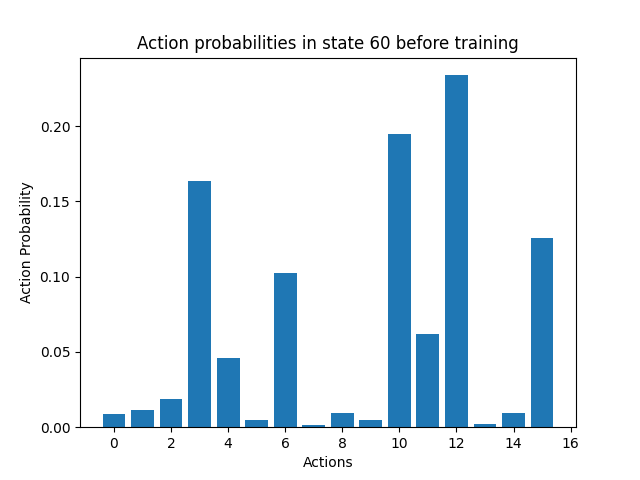 Action probabilities in state 60 before training
Action Probability
0.20
0.15
0.10
0.05
0.00
0 2 4 6 8 10 12 14 16
Actions